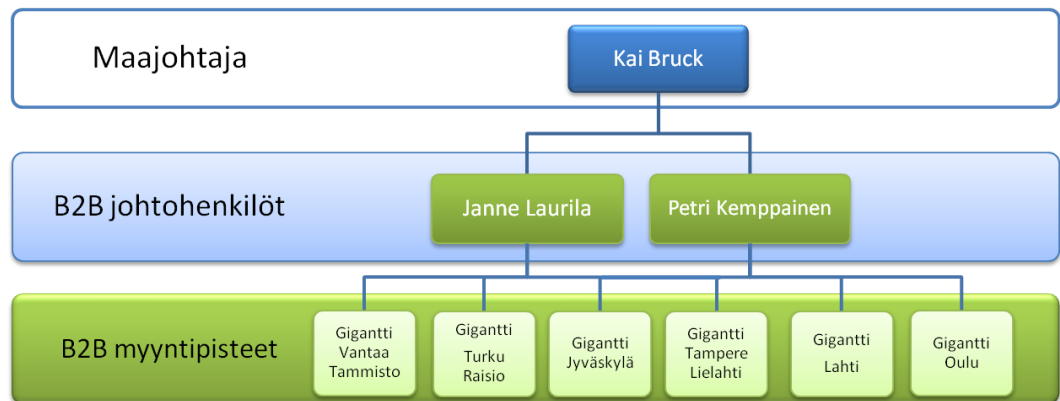 Maajohtaja
Kai Bruck
B2B johtohenkilöt
Janne Laurila
Petri Kemppainen
B2B myyntipisteet
Gigantti
Vantaa
Tammisto
Gigantti
Turku
Raisio
Gigantti
Jyväskylä
Gigantti
Tampere
Lielahti
Gigantti
Lahti
Gigantti
Oulu